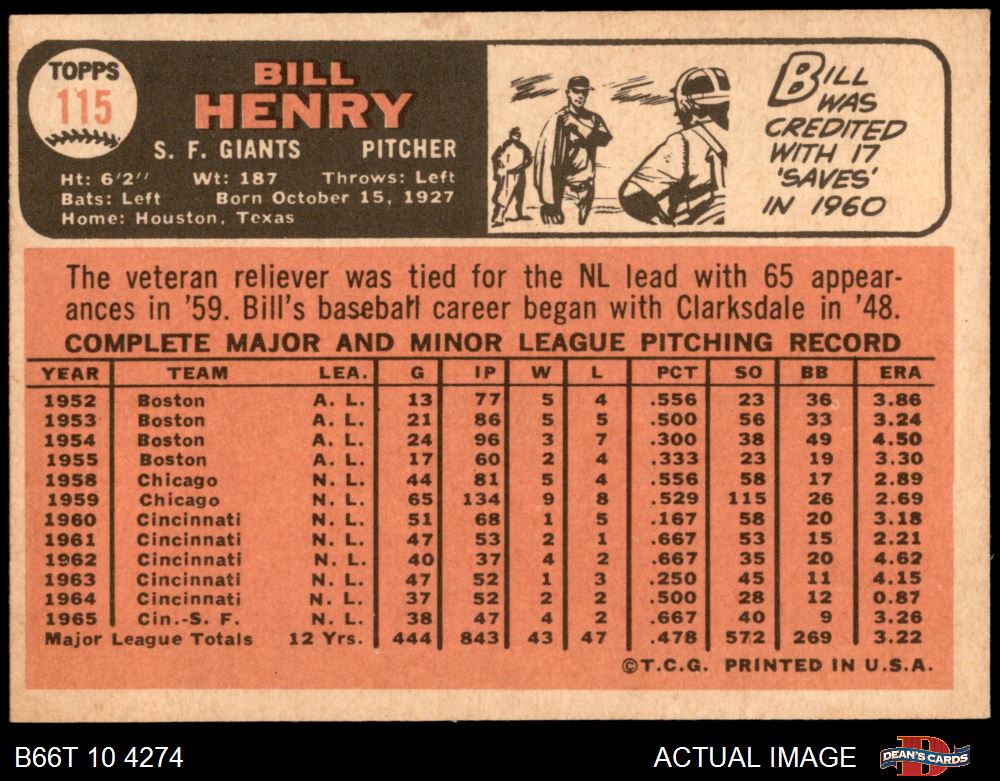 TOPPS
115
BILL
HENRY
S. F. GIANTS PITCHER
Ht: 6'2" Wt: 187 Throws: Left
Bats: Left Born October 15, 1927
Home: Houston, Texas
BILL
WAS
CREDITED
WITH 17
'SAVES'
IN 1960
The veteran reliever was tied for the NL lead with 65 appear-
ances in '59. Bill's baseball career began with Clarksdale in '48.
COMPLETE MAJOR AND MINOR LEAGUE PITCHING RECORD
YEAR TEAM LEA. G IP W L PCT SO BB ERA
1952 Boston A. L. 13 77 5 4 .556 23 36 3.86
1953 Boston A. L. 21 86 5 5 .500 56 33 3.24
1954 Boston A. L. 24 96 3 7 .300 38 49 4.50
1955 Boston A. L. 17 60 2 4 .333 23 19 3.30
1958 Chicago N. L. 44 81 5 4 .556 58 17 2.89
1959 Chicago N. L. 65 134 9 8 .529 115 26 2.69
1960 Cincinnati N. L. 51 68 1 5 .167 58 20 3.18
1961 Cincinnati N. L. 47 53 2 1 .667 53 15 2.21
1962 Cincinnati N. L. 40 37 4 2 .667 35 20 4.62
1963 Cincinnati N. L. 47 52 1 3 .250 45 11 4.15
1964 Cincinnati N. L. 37 52 2 2 .500 28 12 0.87
1965 Cin.-S. F. N. L. 38 47 4 2 .667 40 9 3.26
Major League Totals 12 Yrs. 444 843 43 47 .478 572 269 3.22
©T.C.G. PRINTED IN U.S.A.
B66T 10 4274 ACTUAL IMAGE DEAN'S CARDS